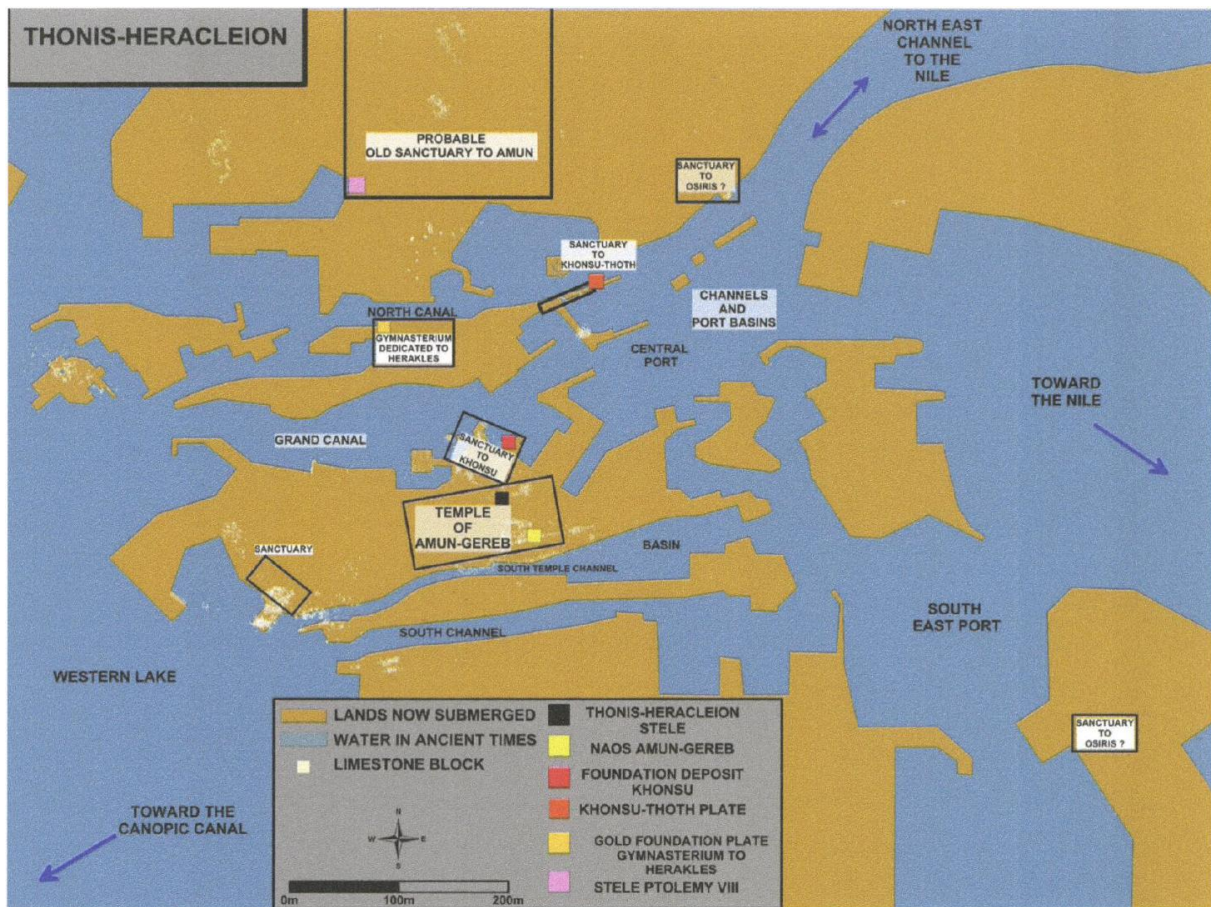 THONIS-HERACLEION
NORTH EAST
CHANNEL
TO THE
NILE
PROBABLE
OLD SANCTUARY TO AMUN
SANCTUARY
TO
OSIRIS ?
SANCTUARY
TO
KHONSU-THOTH
NORTH CANAL
CHANNELS
AND
PORT BASINS
GYMNASTERIUM
DEDICATED TO
HERAKLES
CENTRAL
PORT
TOWARD
THE NILE
GRAND CANAL
SANCTUARY
TO
KHONSU
TEMPLE
OF
AMUN-GEREB
BASIN
SANCTUARY
SOUTH TEMPLE CHANNEL
SOUTH
EAST PORT
SOUTH CHANNEL
WESTERN LAKE
SANCTUARY
TO
OSIRIS ?
TOWARD THE
CANOPIC CANAL
LANDS NOW SUBMERGED
WATER IN ANCIENT TIMES
LIMESTONE BLOCK
N
W E
S
0m 100m 200m
THONIS-HERACLEION
STELE
NAOS AMUN-GEREB
FOUNDATION DEPOSIT
KHONSU
KHONSU-THOTH PLATE
GOLD FOUNDATION PLATE
GYMNASTERIUM TO
HERAKLES
STELE PTOLEMY VIII